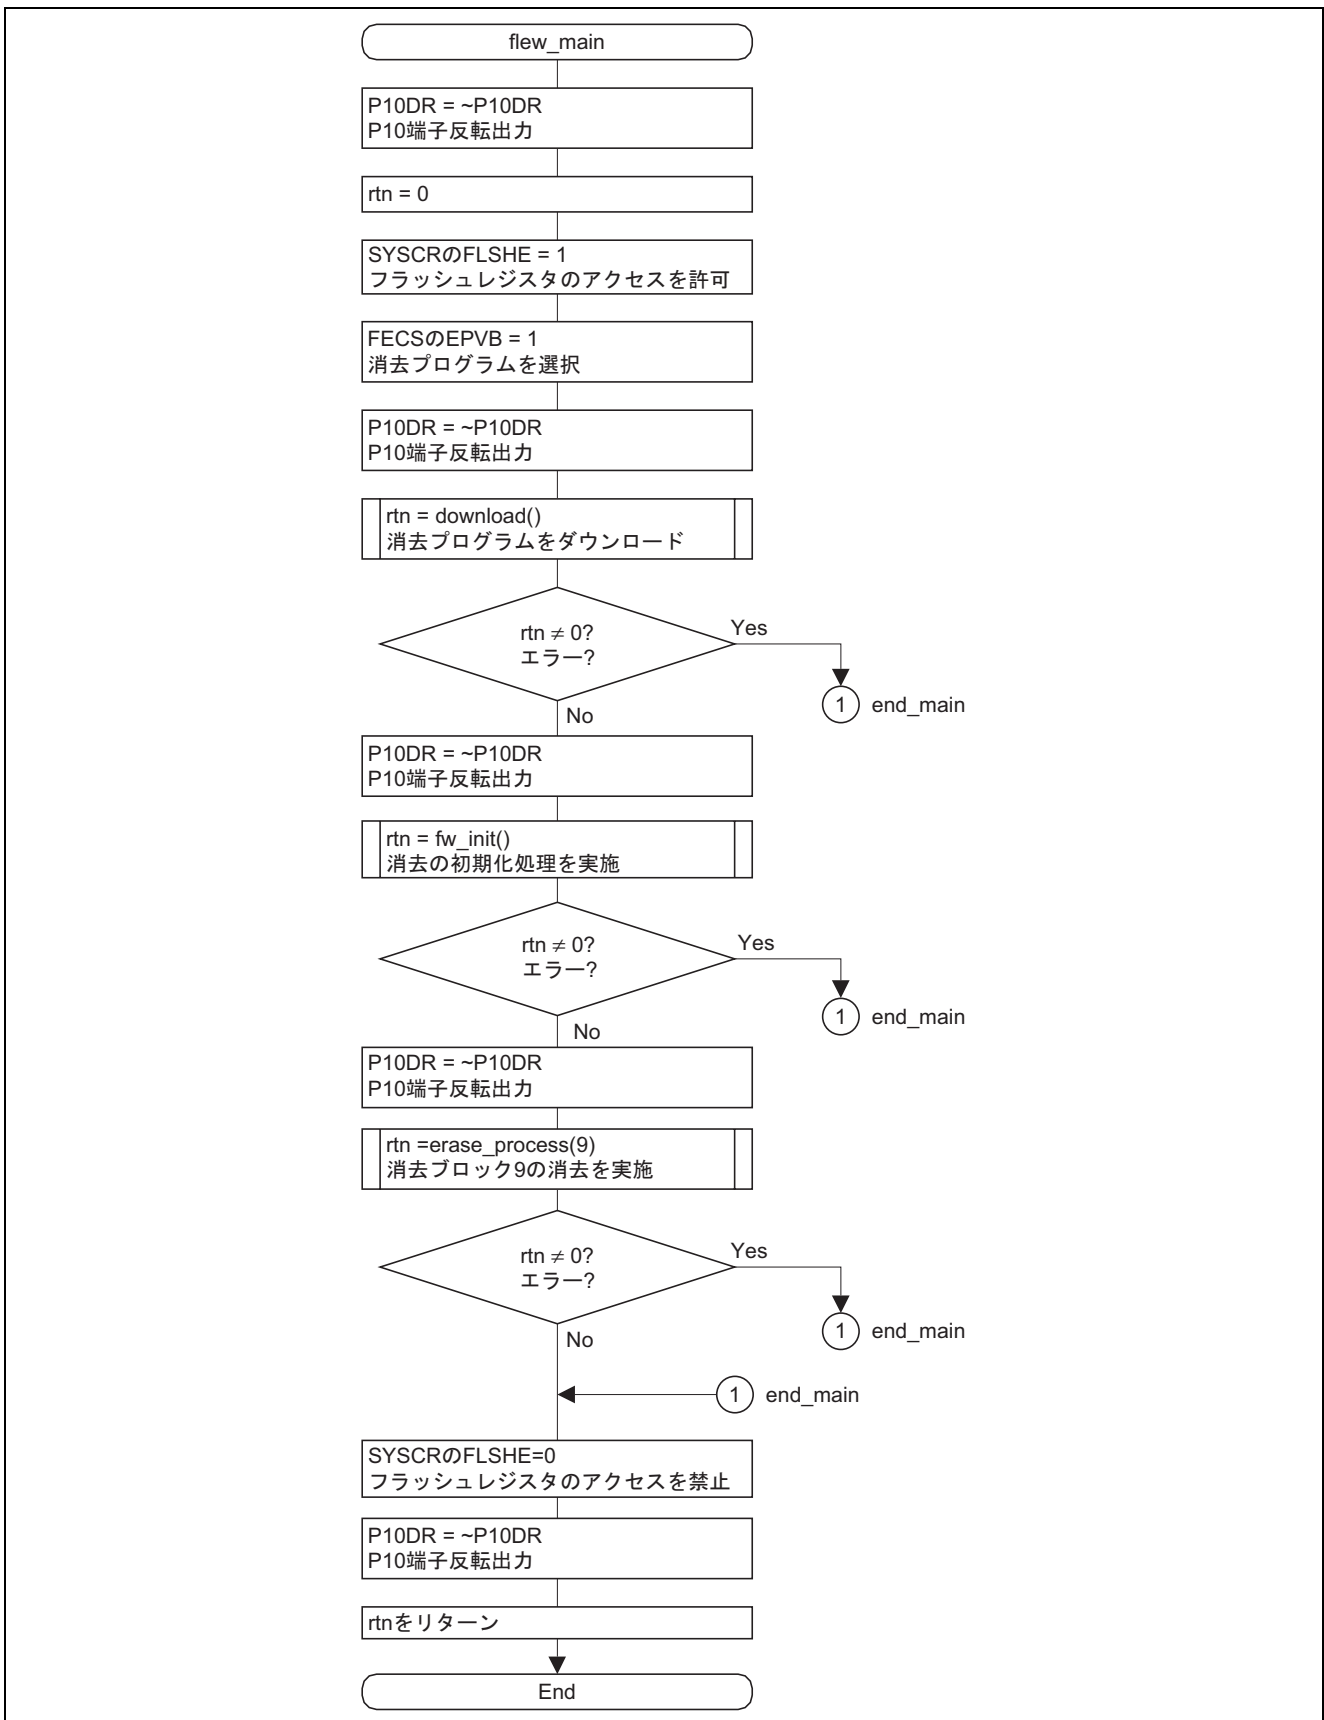 flew_main
P10DR = ~P10DR
P10端子反転出力
rtn = 0
SYSCRのFLSHE = 1
フラッシュレジスタのアクセスを許可
FECSのEPVB = 1
消去プログラムを選択
P10DR = ~P10DR
P10端子反転出力
rtn = download()
消去プログラムをダウンロード
rtn ≠ 0?
エラー?
Yes
1 end_main
No
P10DR = ~P10DR
P10端子反転出力
rtn = fw_init()
消去の初期化処理を実施
rtn ≠ 0?
エラー?
Yes
1 end_main
No
P10DR = ~P10DR
P10端子反転出力
rtn =erase_process(9)
消去ブロック9の消去を実施
rtn ≠ 0?
エラー?
Yes
1 end_main
No
1 end_main
SYSCRのFLSHE=0
フラッシュレジスタのアクセスを禁止
P10DR = ~P10DR
P10端子反転出力
rtnをリターン
End